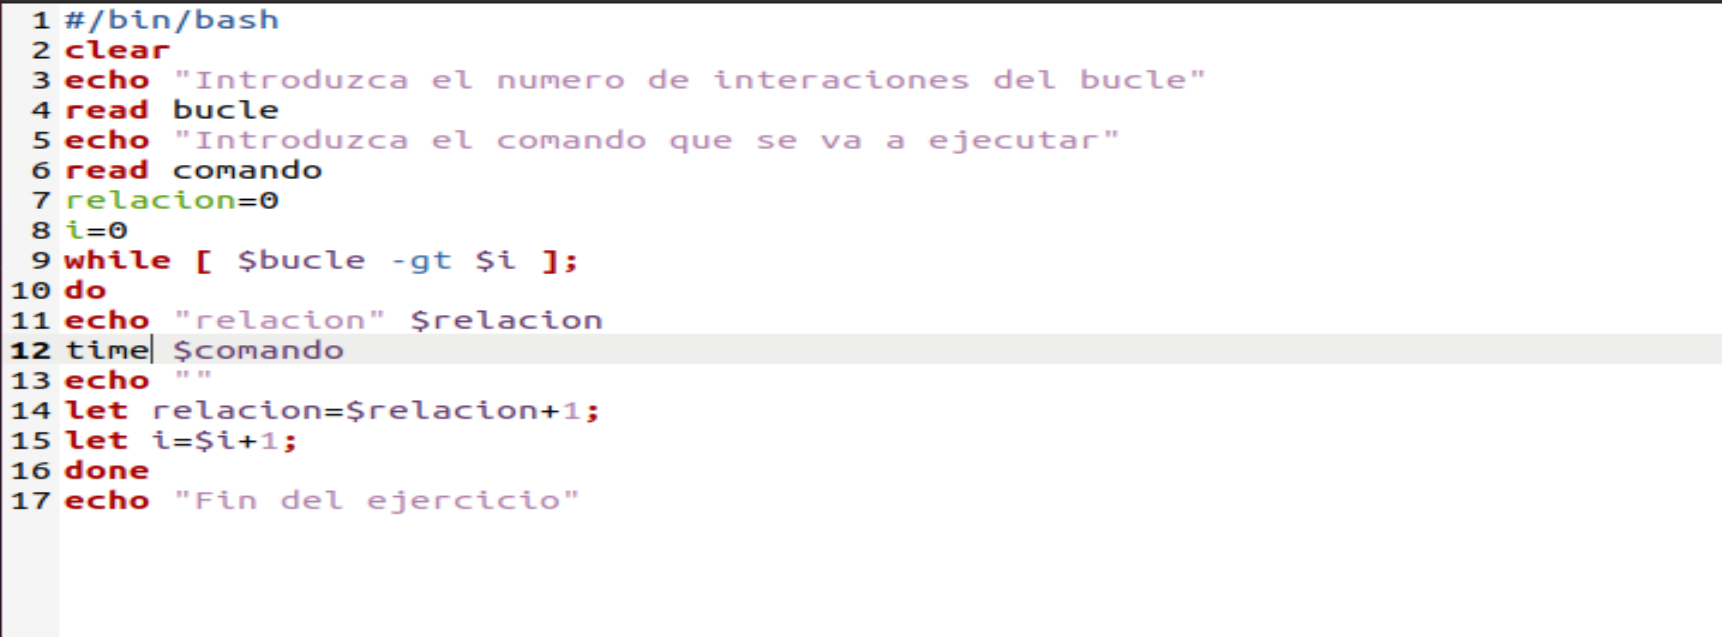 1 #/bin/bash
2 clear
3 echo "Introduzca el numero de interaciones del bucle"
4 read bucle
5 echo "Introduzca el comando que se va a ejecutar"
6 read comando
7 relacion=0
8 i=0
9 while [ $bucle -gt $i ];
10 do
11 echo "relacion" $relacion
12 time $comando
13 echo ""
14 let relacion=$relacion+1;
15 let i=$i+1;
16 done
17 echo "Fin del ejercicio"